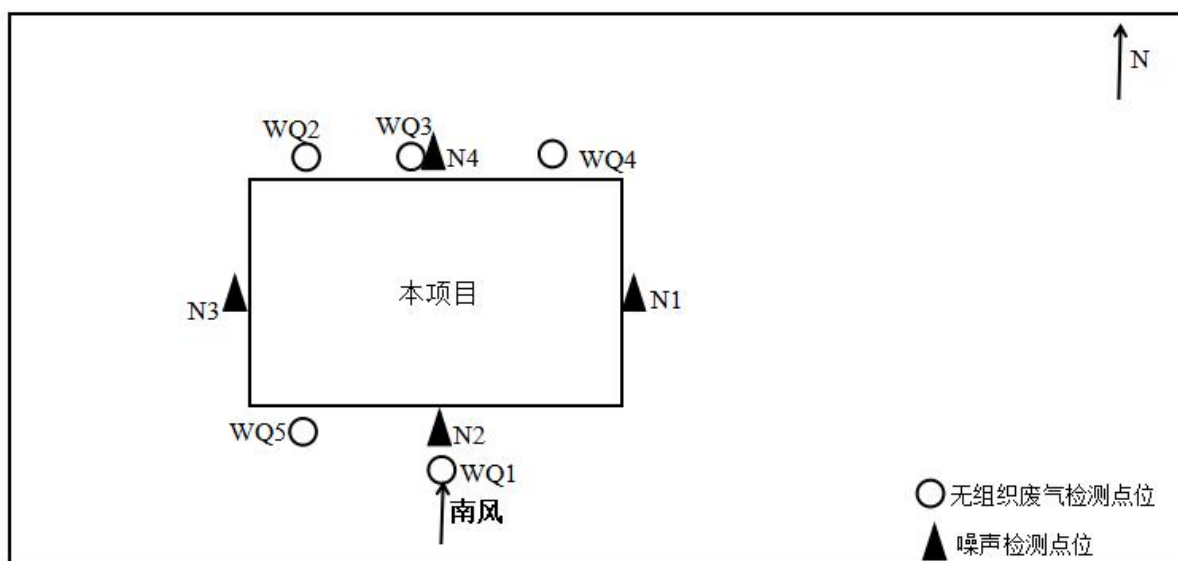 N
WQ2
WQ3
N4
WQ4
本项目
N3
N1
WQ5
N2
WQ1
南风
无组织废气检测点位
噪声检测点位